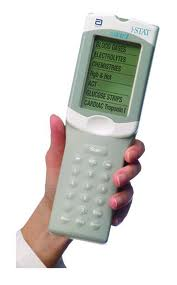 i-STAT
BLOOD GASES
ELECTROLYTES
CHEMISTRIES
Hgb & Hct
ACT
GLUCOSE STRIPS
CARDIAC Troponin I